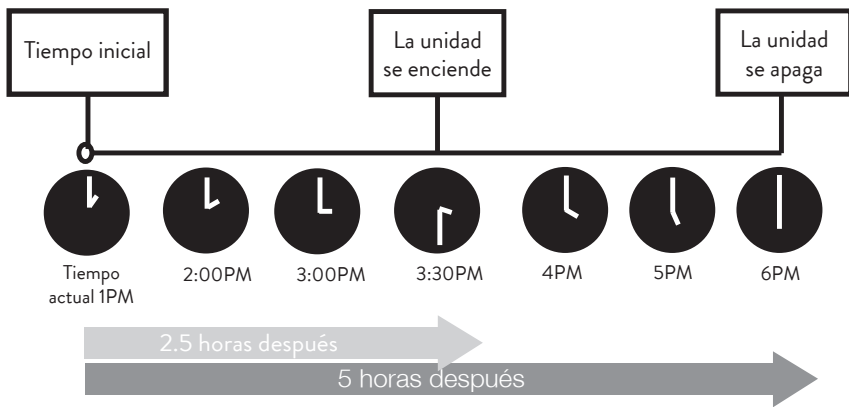 Tiempo inicial
La unidad
se enciende
La unidad
se apaga
Tiempo
actual 1PM
2:00PM
3:00PM
3:30PM
4PM
5PM
6PM
2.5 horas después
5 horas después